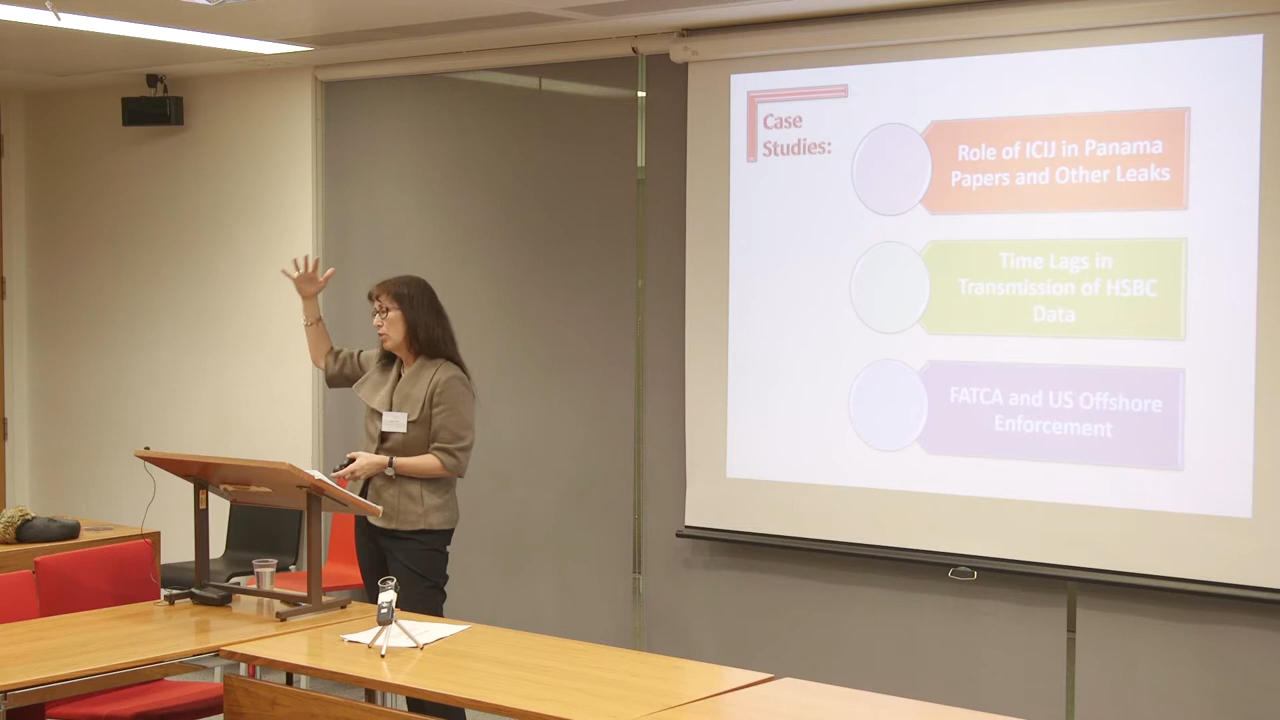 Case
Studies:
Role of ICIJ in Panama
Papers and Other Leaks
Time Lags in
Transmission of HSBC
Data
FATCA and US Offshore
Enforcement